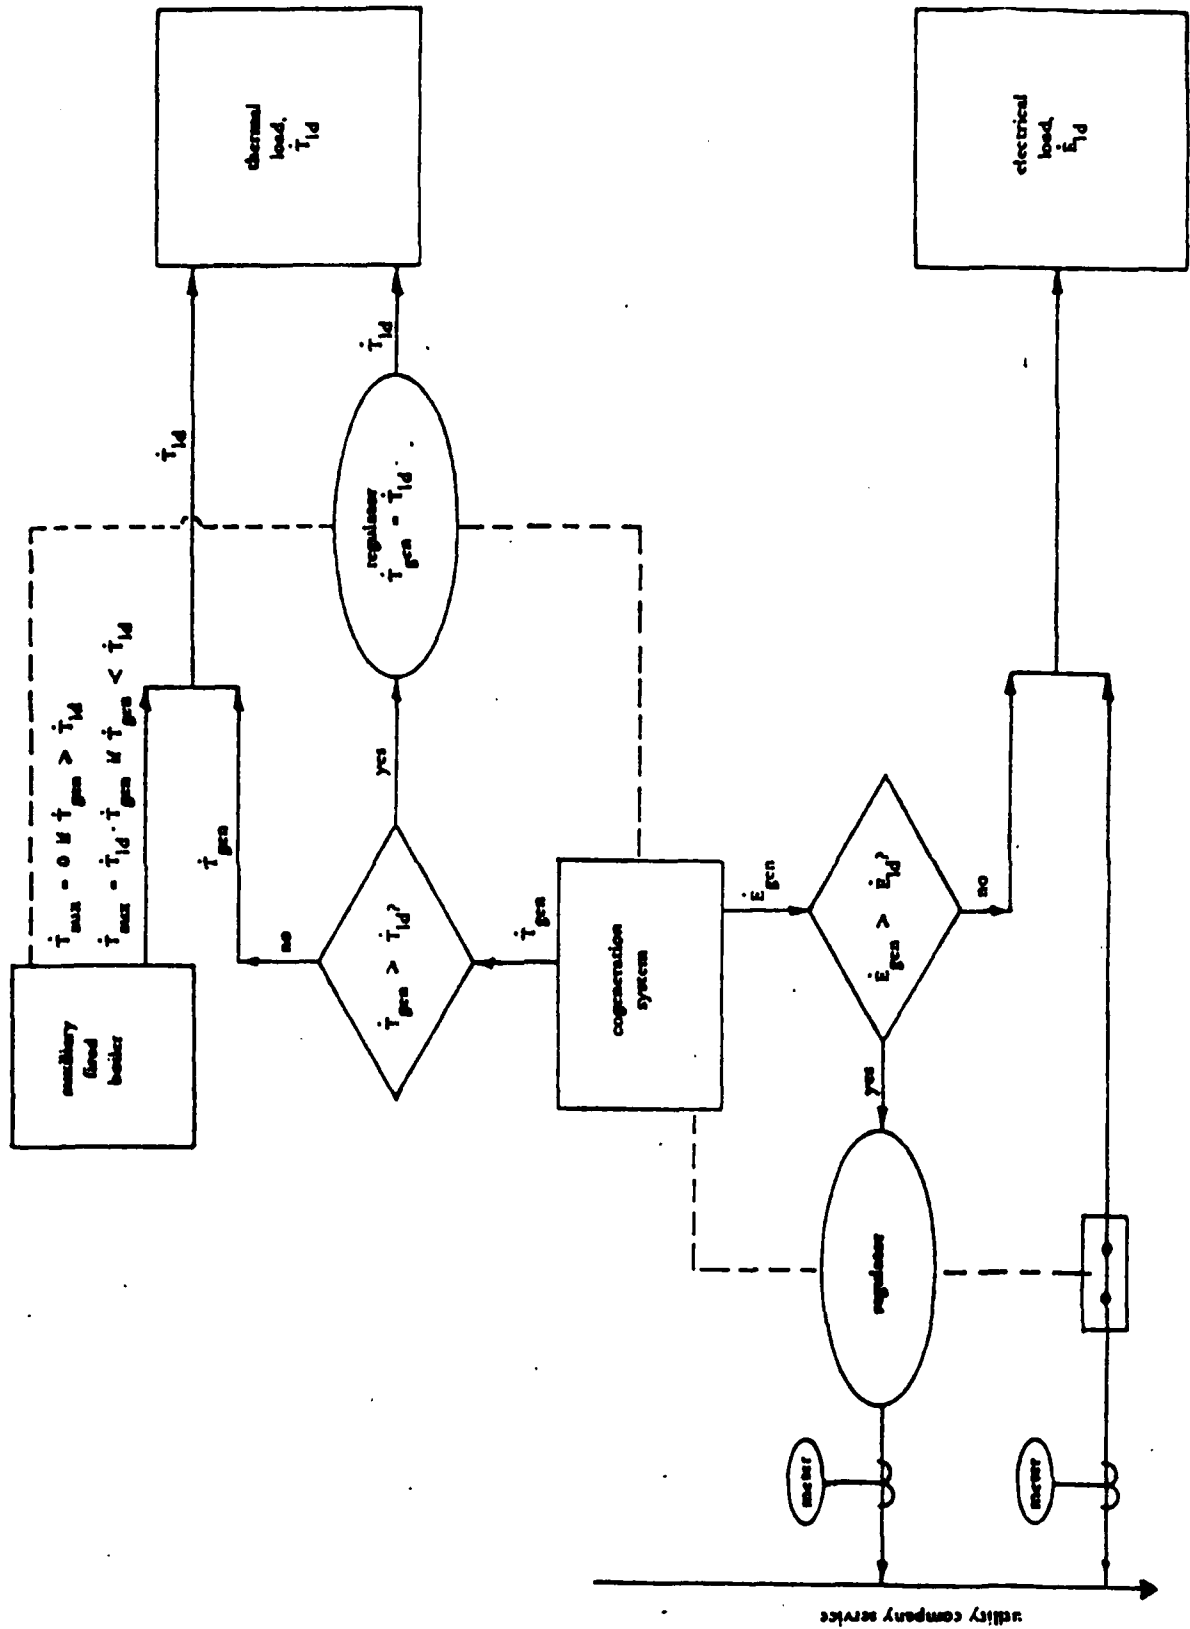 auxiliary
fired
boiler
Ṫaux = 0 if Ṫgen > Ṫld
Ṫaux = Ṫld - Ṫgen if Ṫgen < Ṫld
Ṫld
thermal
load,
Ṫld
no
Ṫgen
Ṫgen > Ṫld?
yes
regulator
Ṫgen = Ṫld
Ṫld
Ṫgen
cogeneration
system
Ėgen
yes
Ėgen > Ėld?
no
regulator
meter
meter
electrical
load,
Ėld
utility company service